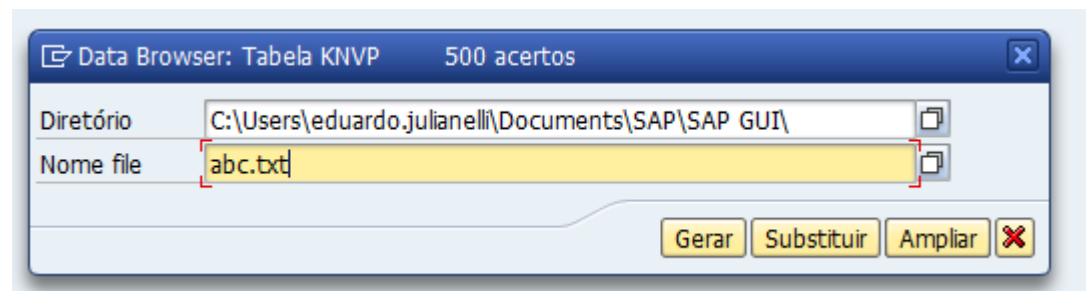 Data Browser: Tabela KNVP 500 acertos
Diretório C:\Users\eduardo.julianelli\Documents\SAP\SAP GUI\
Nome file abc.txt
Gerar Substituir Ampliar